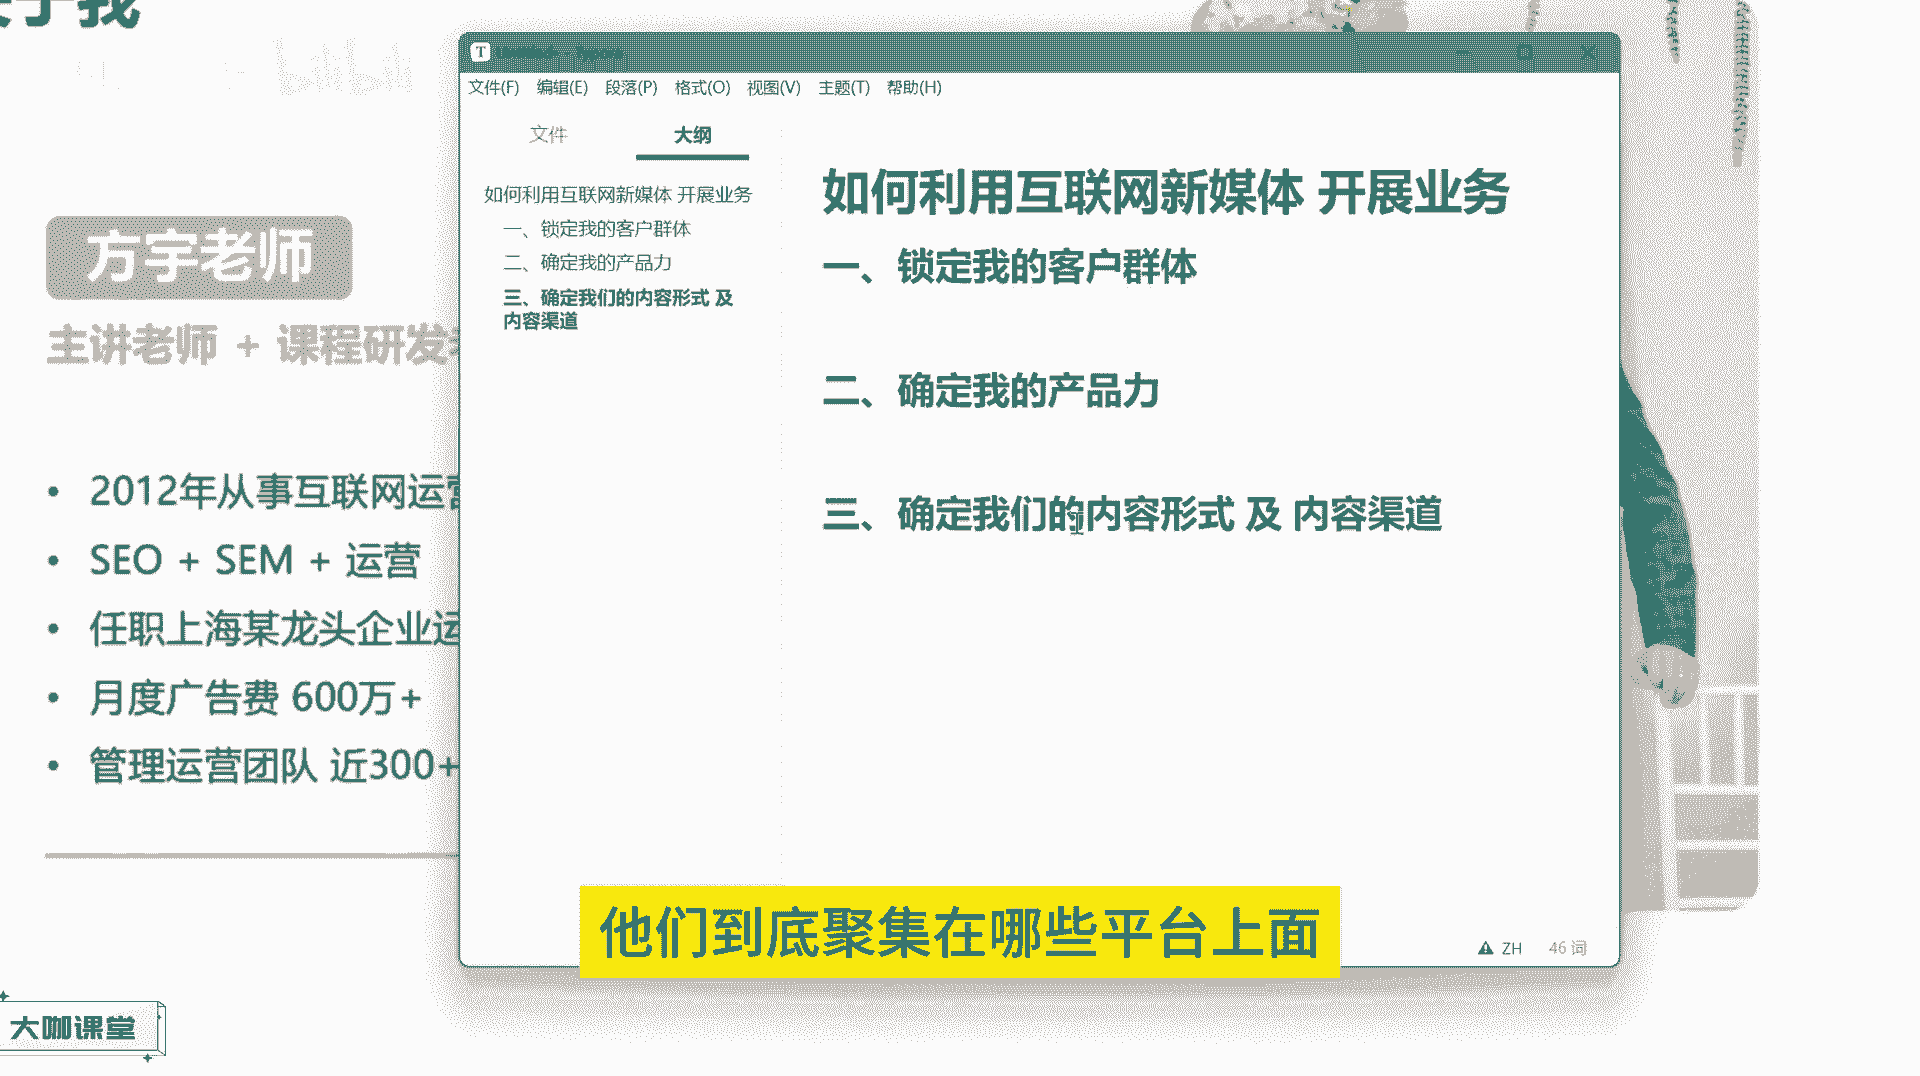 bilibili
方宇老师
主讲老师 + 课程研发
2012年从事互联网运营
SEO + SEM + 运营
任职上海某龙头企业运
月度广告费 600万+
管理运营团队 近300+
大咖课堂
文件(F) 编辑(E) 段落(P) 格式(O) 视图(V) 主题(T) 帮助(H)
文件 大纲
如何利用互联网新媒体 开展业务
一、锁定我的客户群体
二、确定我的产品力
三、确定我们的内容形式 及
内容渠道
如何利用互联网新媒体 开展业务
一、锁定我的客户群体
二、确定我的产品力
三、确定我们的内容形式 及 内容渠道
他们到底聚集在哪些平台上面
ZH 46 词